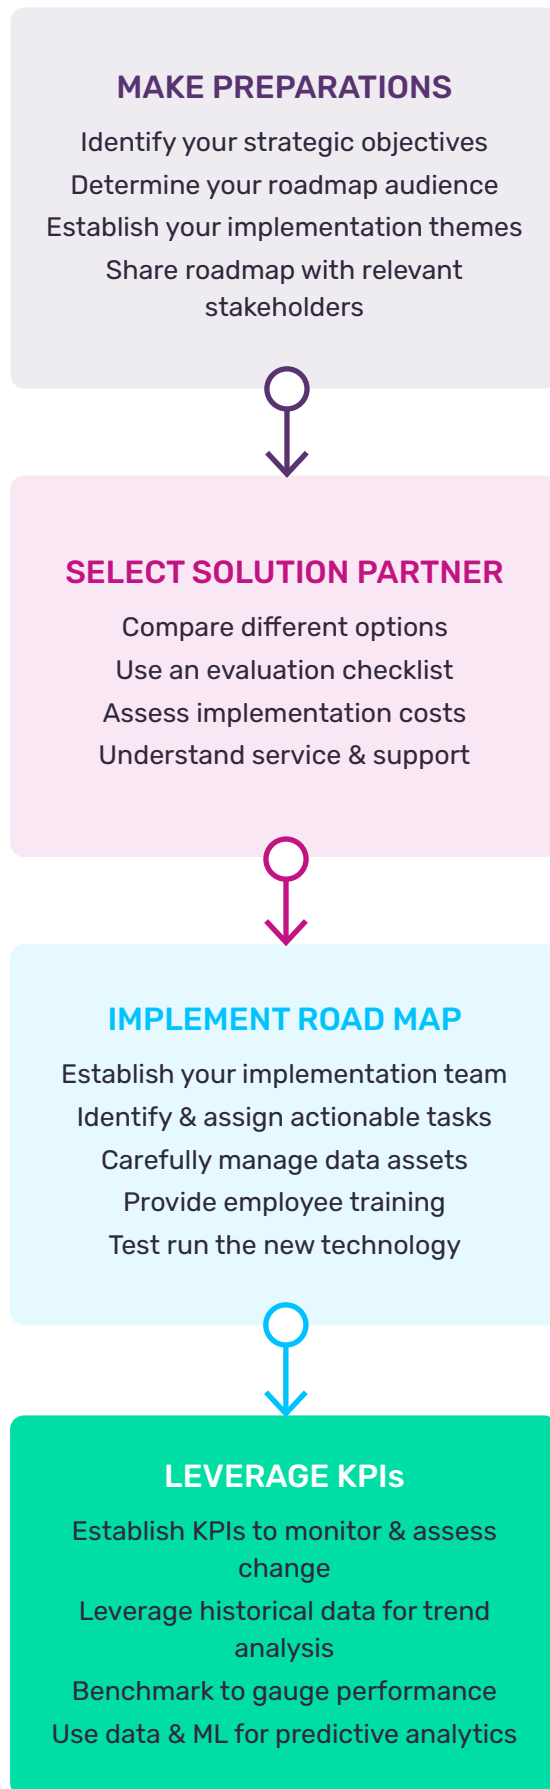 MAKE PREPARATIONS
Identify your strategic objectives
Determine your roadmap audience
Establish your implementation themes
Share roadmap with relevant
stakeholders
SELECT SOLUTION PARTNER
Compare different options
Use an evaluation checklist
Assess implementation costs
Understand service & support
IMPLEMENT ROAD MAP
Establish your implementation team
Identify & assign actionable tasks
Carefully manage data assets
Provide employee training
Test run the new technology
LEVERAGE KPIs
Establish KPIs to monitor & assess
change
Leverage historical data for trend
analysis
Benchmark to gauge performance
Use data & ML for predictive analytics